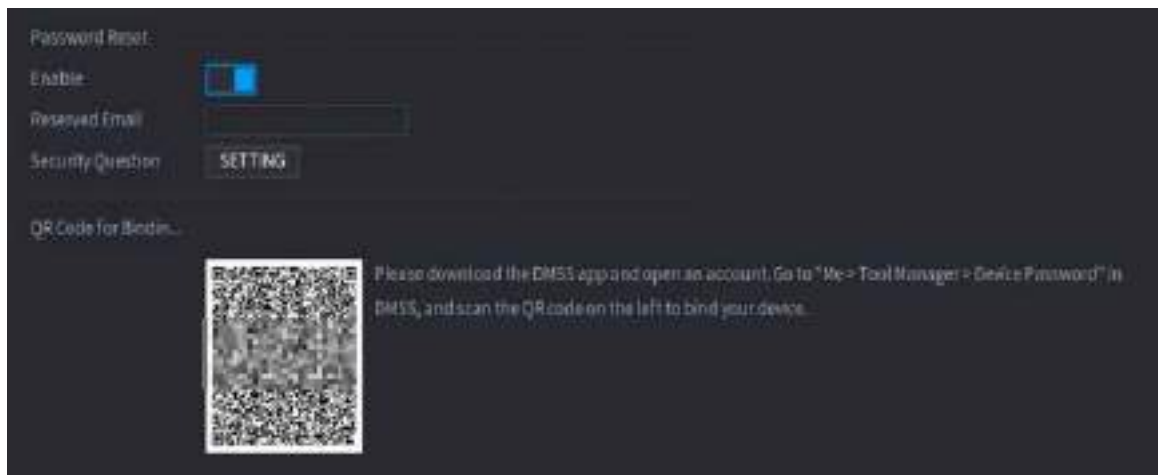 Password Reset
Enable
Reserved Email
Security Question SETTING
QR Code for Bindin...
Please download the DMSS app and open an account. Go to "Me > Tool Manager > Device Password" in
DMSS, and scan the QR code on the left to bind your device.